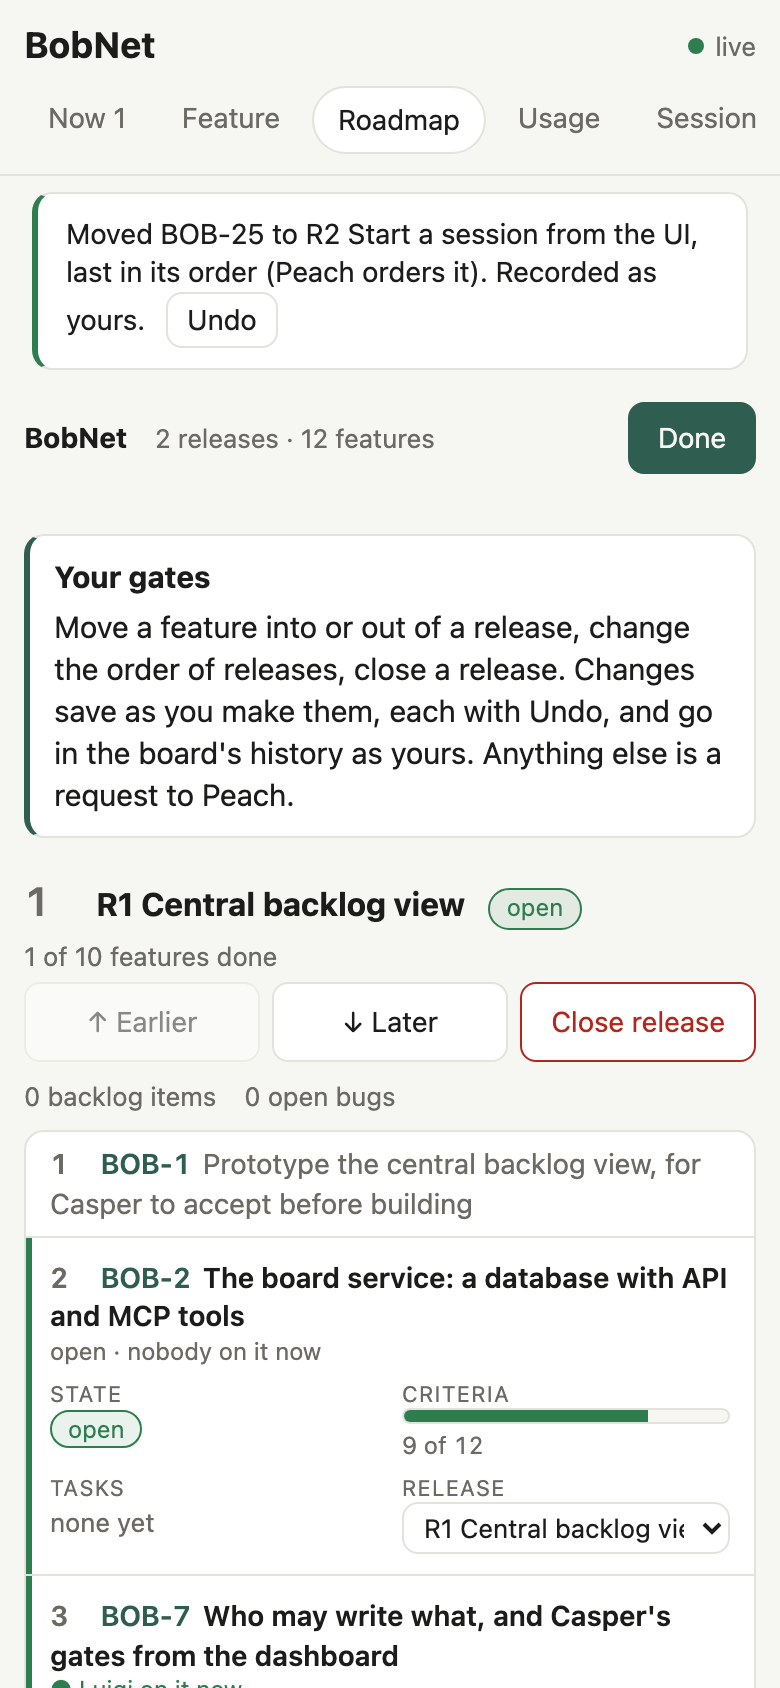 BobNet
live
Now 1 Feature Roadmap Usage Session
Moved BOB-25 to R2 Start a session from the UI,
last in its order (Peach orders it). Recorded as
yours. Undo
BobNet 2 releases · 12 features Done
Your gates
Move a feature into or out of a release, change
the order of releases, close a release. Changes
save as you make them, each with Undo, and go
in the board's history as yours. Anything else is a
request to Peach.
1 R1 Central backlog view open
1 of 10 features done
↑ Earlier ↓ Later Close release
0 backlog items 0 open bugs
1 BOB-1 Prototype the central backlog view, for
Casper to accept before building
2 BOB-2 The board service: a database with API
and MCP tools
open · nobody on it now
STATE CRITERIA
open
9 of 12
TASKS RELEASE
none yet R1 Central backlog vie
3 BOB-7 Who may write what, and Casper's
gates from the dashboard
Luigi on it now